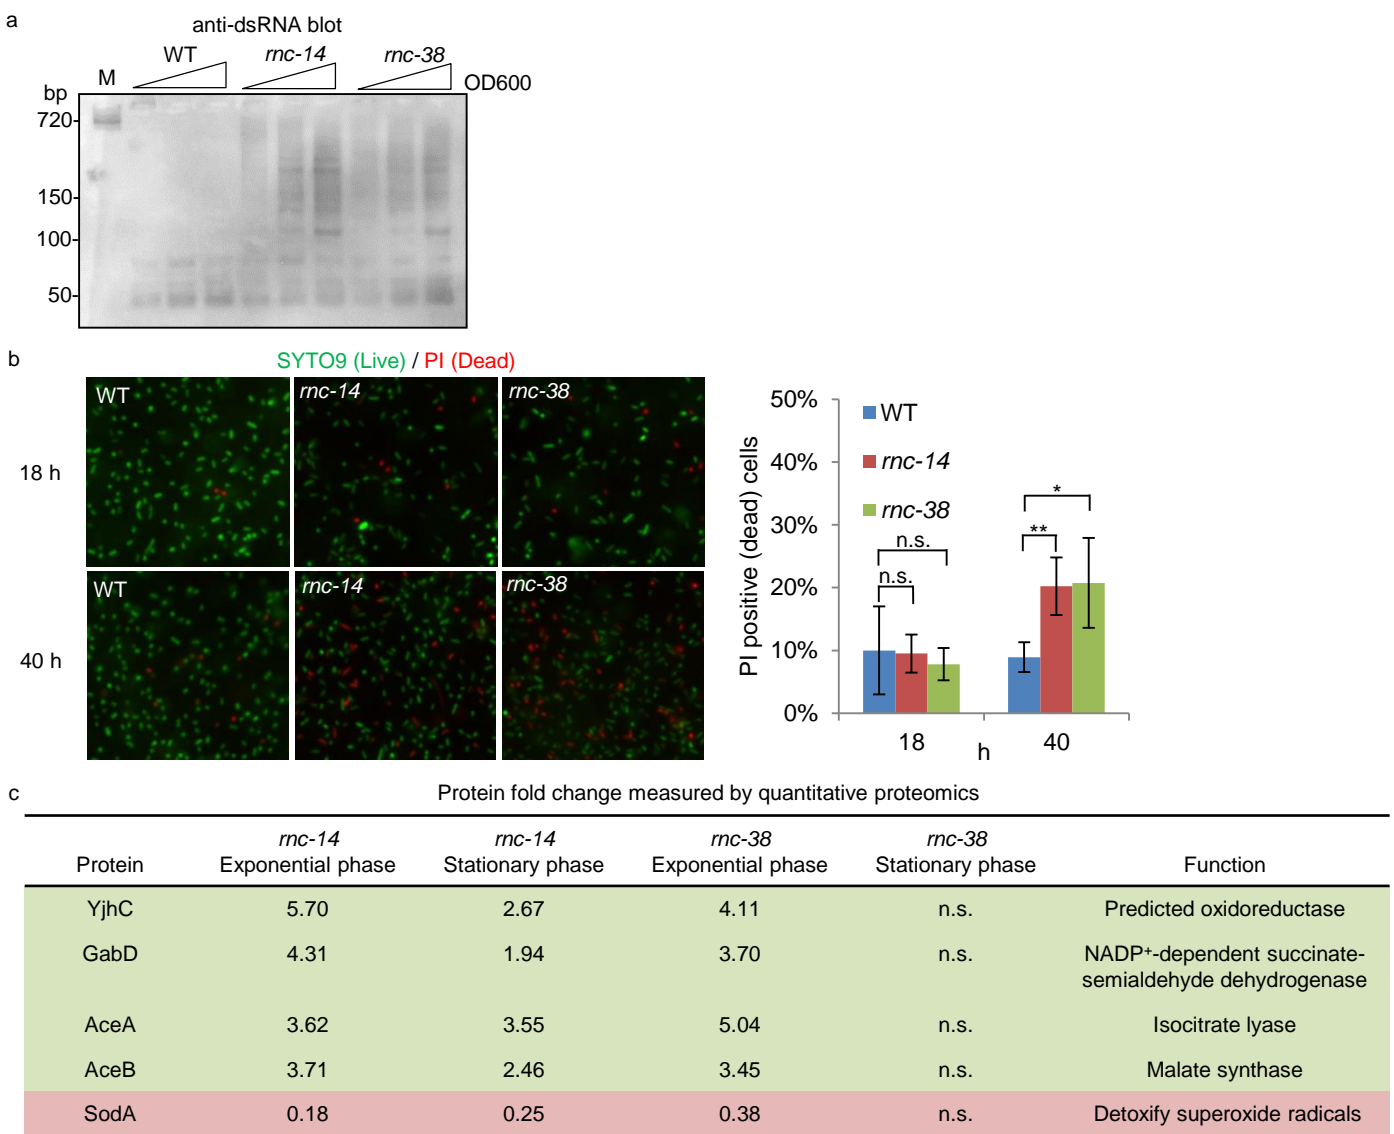 a
anti-dsRNA blot
WT rnc-14 rnc-38
M OD600
bp
720-
150-
100-
50-
b
SYTO9 (Live) / PI (Dead)
WT rnc-14 rnc-38
18 h
WT rnc-14 rnc-38
40 h
PI positive (dead) cells
50%
40%
30%
20%
10%
0%
WT
rnc-14
rnc-38
n.s.
n.s.
*
**
18 h 40
c
Protein fold change measured by quantitative proteomics
Protein rnc-14 Exponential phase rnc-14 Stationary phase rnc-38 Exponential phase rnc-38 Stationary phase Function
YjhC 5.70 2.67 4.11 n.s. Predicted oxidoreductase
GabD 4.31 1.94 3.70 n.s. NADP⁺-dependent succinate-
semialdehyde dehydrogenase
AceA 3.62 3.55 5.04 n.s. Isocitrate lyase
AceB 3.71 2.46 3.45 n.s. Malate synthase
SodA 0.18 0.25 0.38 n.s. Detoxify superoxide radicals